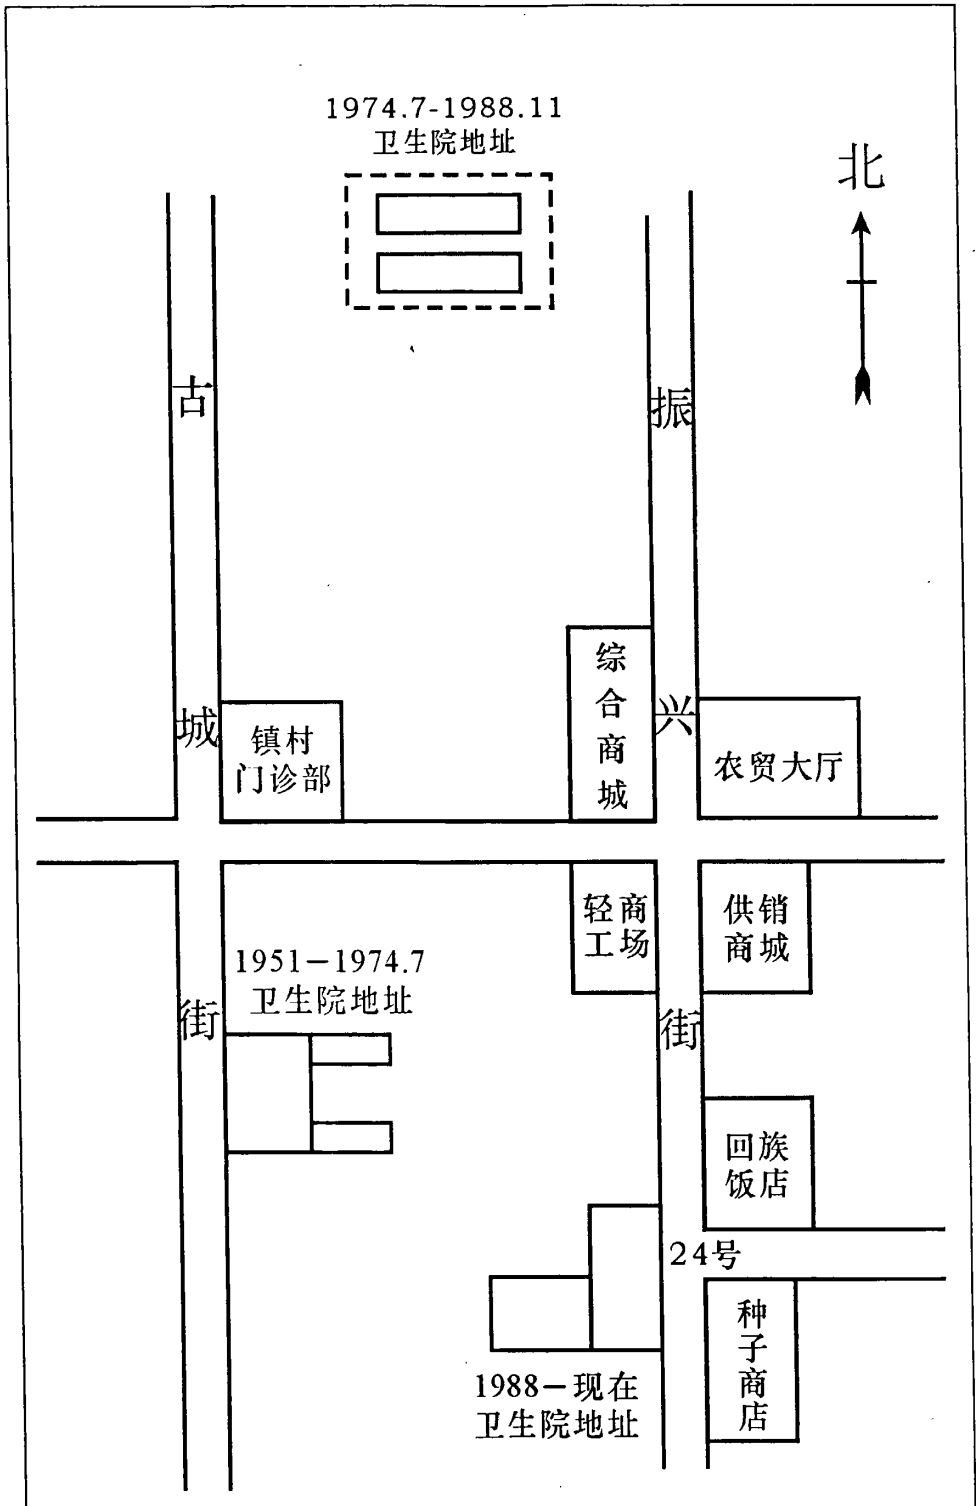 1974.7-1988.11
卫生院地址
北
古城街
振兴街
综合商城
镇村
门诊部
农贸大厅
轻商
工场
供销
商城
1951-1974.7
卫生院地址
回族
饭店
24号
种子商店
1988-现在
卫生院地址